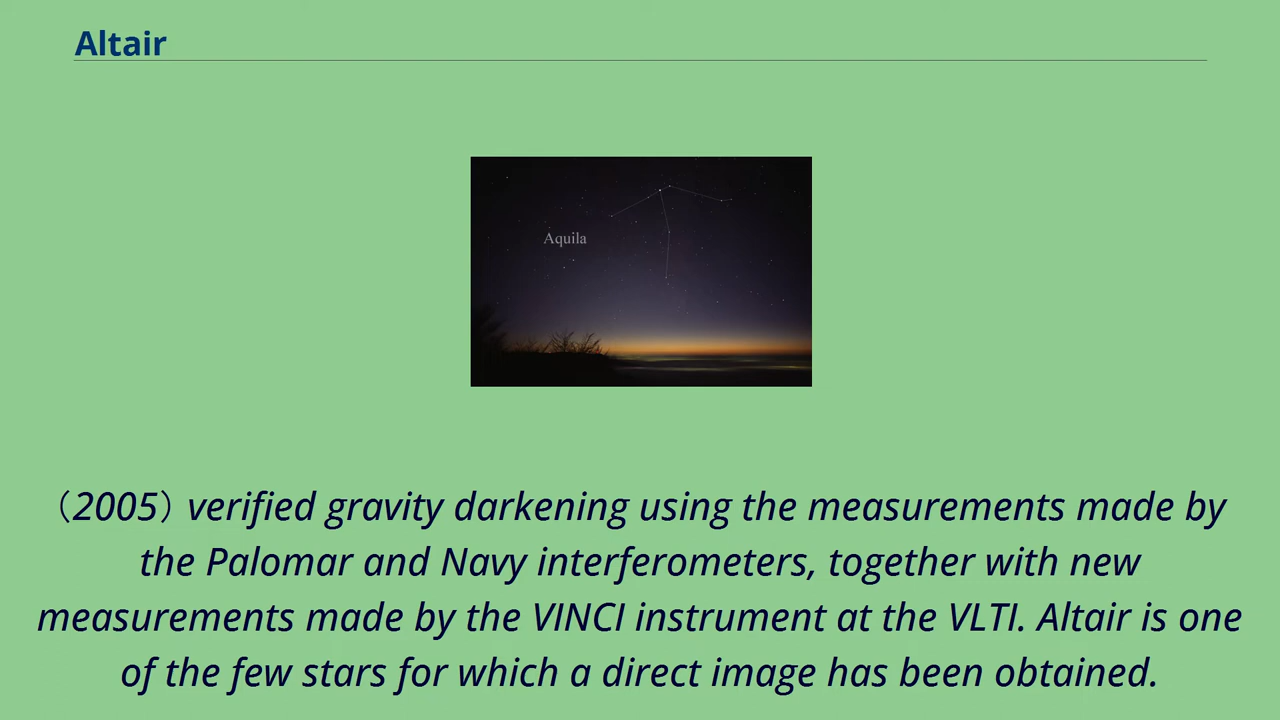 Altair
Aquila
（2005）verified gravity darkening using the measurements made by
the Palomar and Navy interferometers, together with new
measurements made by the VINCI instrument at the VLTI. Altair is one
of the few stars for which a direct image has been obtained.